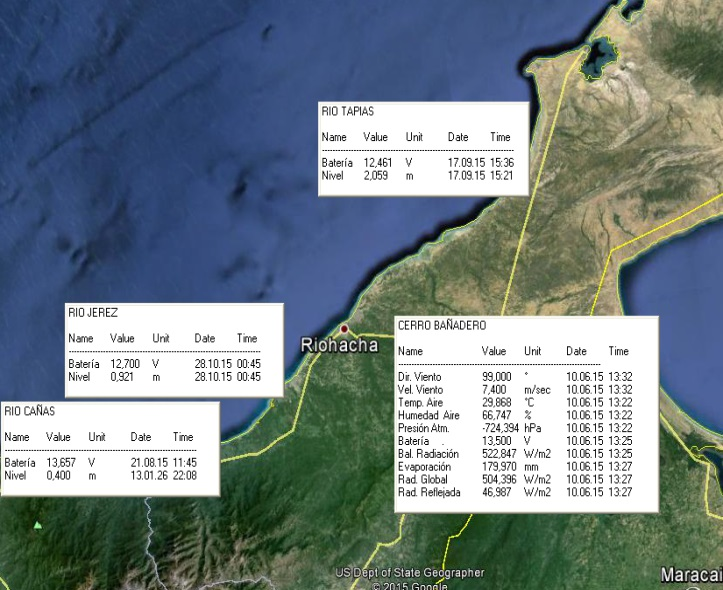 RIO TAPIAS
Name Value Unit Date Time
Batería 12,461 V 17.09.15 15:36
Nivel 2,059 m 17.09.15 15:21
RIO JEREZ
Name Value Unit Date Time
Batería 12,700 V 28.10.15 00:45
Nivel 0,921 m 28.10.15 00:45
Riohacha
CERRO BAÑADERO
Name Value Unit Date Time
Dir. Viento 99,000 ° 10.06.15 13:32
Vel. Viento 7,400 m/sec 10.06.15 13:32
Temp. Aire 29,868 °C 10.06.15 13:22
Humedad Aire 66,747 % 10.06.15 13:22
Presión Atm. -724,394 hPa 10.06.15 13:22
Batería . 13,500 V 10.06.15 13:25
Bal. Radiación 522,847 W/m2 10.06.15 13:27
Evaporación 179,970 mm 10.06.15 13:27
Rad. Global 504,396 W/m2 10.06.15 13:27
Rad. Reflejada 46,987 W/m2 10.06.15 13:27
RIO CAÑAS
Name Value Unit Date Time
Batería 13,657 V 21.08.15 11:45
Nivel 0,400 m 13.01.26 22:08
US Dept of State Geographer
© 2015 Google
Maracai